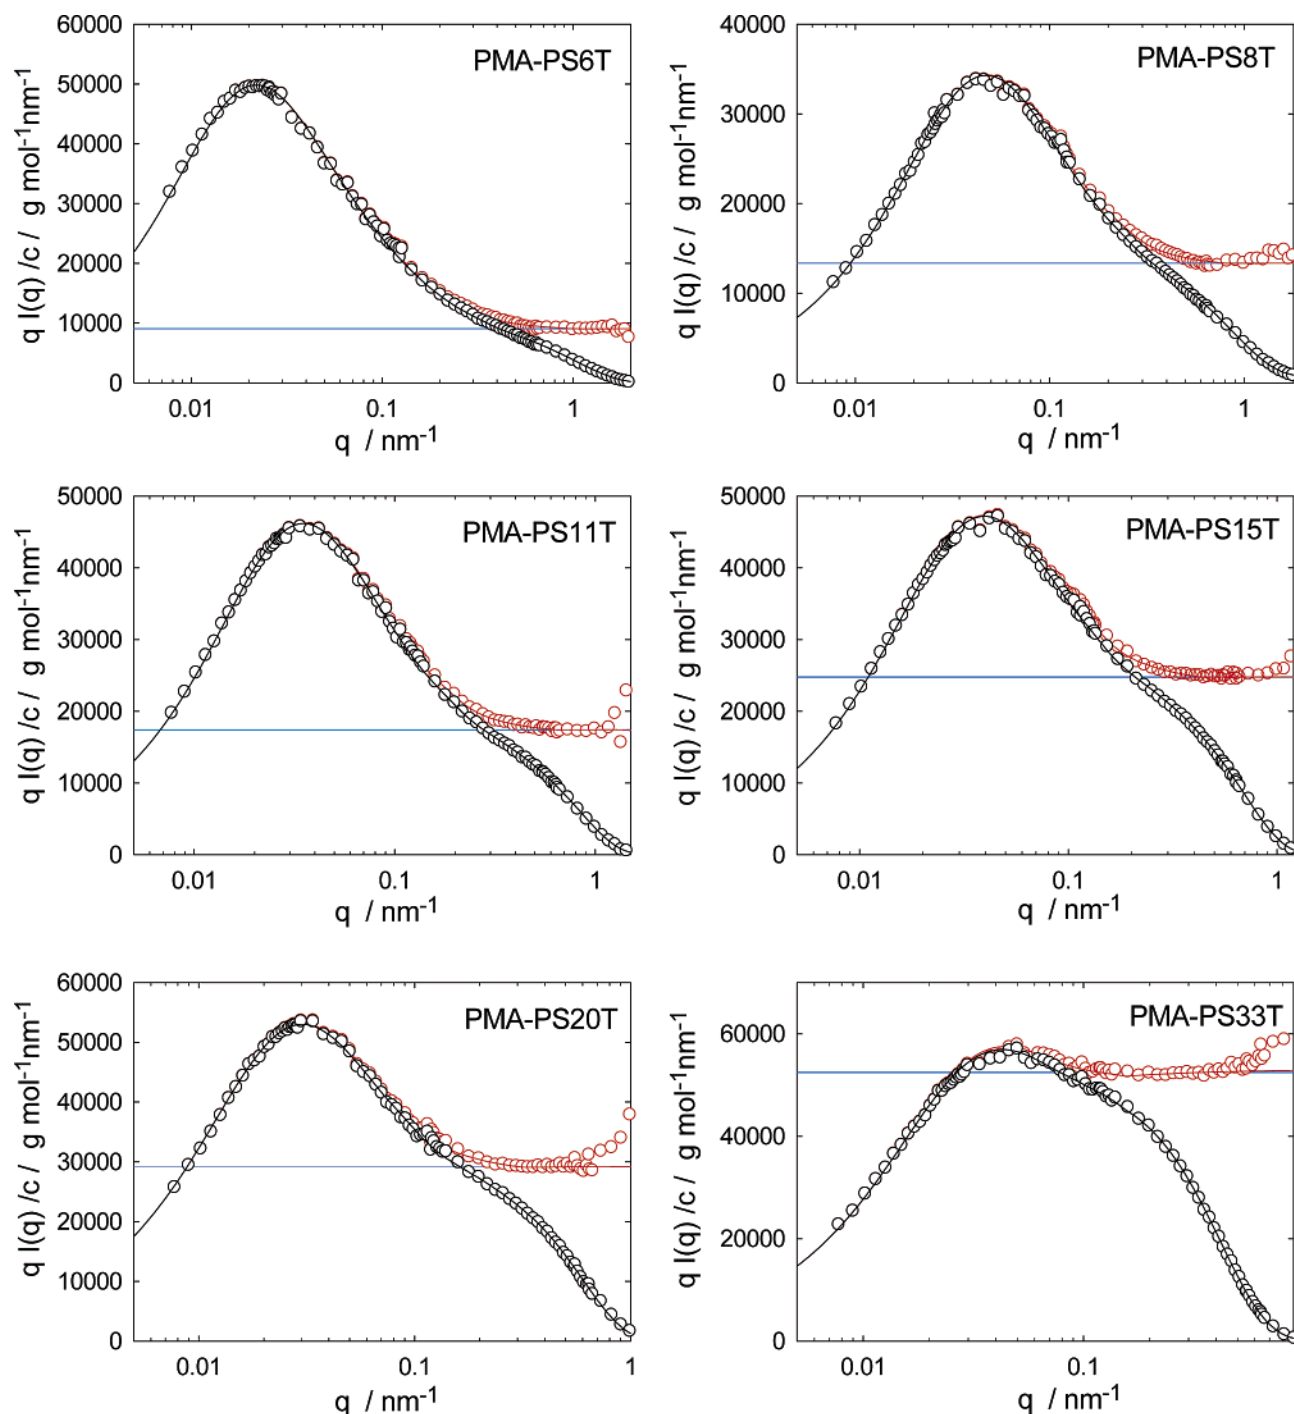 PMA-PS6T
q I(q) /c / g mol-1nm-1
60000
50000
40000
30000
20000
10000
0
0.01 0.1 1
q / nm-1
PMA-PS8T
q I(q) /c / g mol-1nm-1
40000
30000
20000
10000
0
0.01 0.1 1
q / nm-1
PMA-PS11T
q I(q) /c / g mol-1nm-1
50000
40000
30000
20000
10000
0
0.01 0.1 1
q / nm-1
PMA-PS15T
q I(q) /c / g mol-1nm-1
50000
40000
30000
20000
10000
0
0.01 0.1 1
q / nm-1
PMA-PS20T
q I(q) /c / g mol-1nm-1
60000
50000
40000
30000
20000
10000
0
0.01 0.1 1
q / nm-1
PMA-PS33T
q I(q) /c / g mol-1nm-1
60000
40000
20000
0
0.01 0.1
q / nm-1